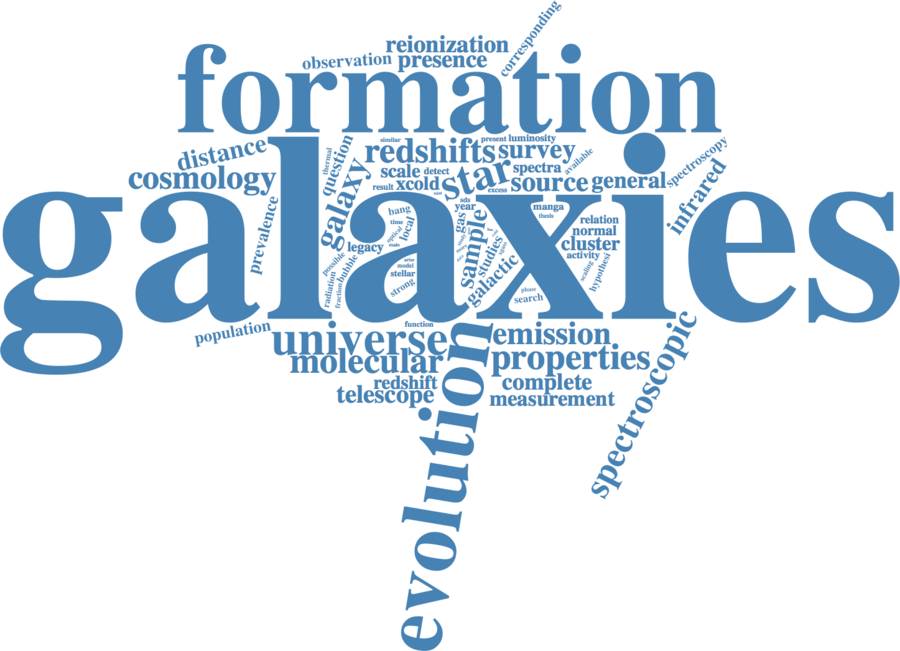 corresponding
reionization
observation presence
formation
similar present luminosity
distance thermal question redshifts survey available spectroscopy
cosmology galaxy scale detect star spectra
result xcold excess source general infrared
galaxies
prevalence bang sds year gas sample manga thesis relation
time local optical normal
legacy studies cluster
possible bubble galactic activity
radiation fraction model stellar strong scaling hypothesi
phase search
population function
universe emission
molecular properties spectroscopic
redshift complete
telescope measurement
evolution